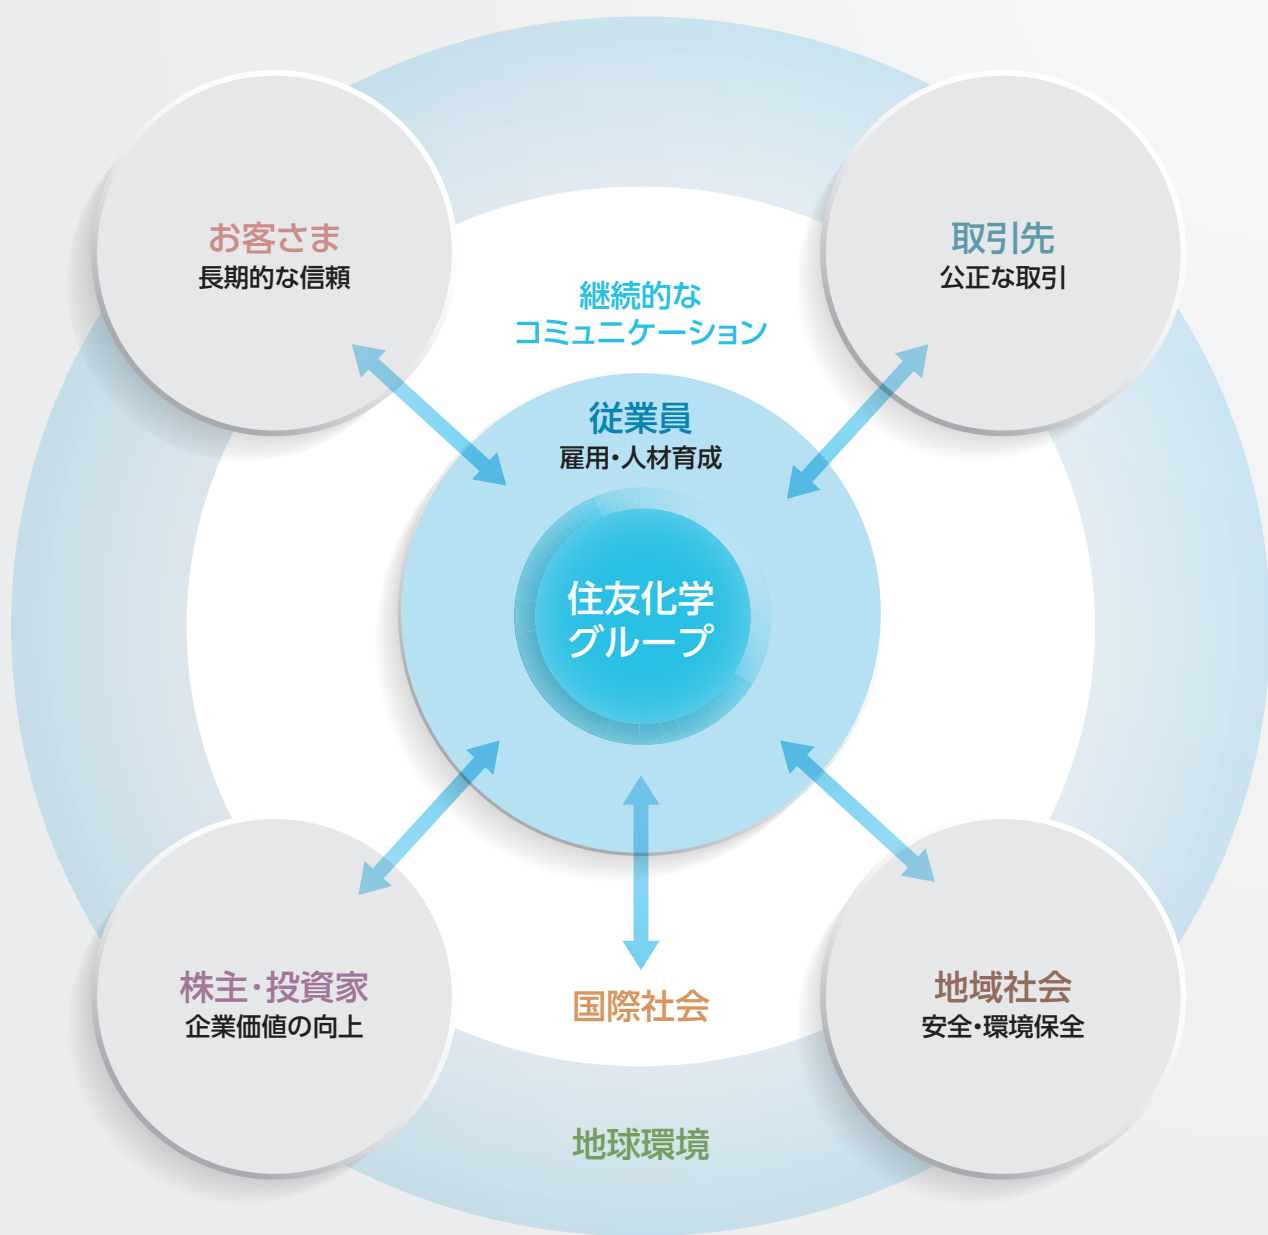 お客さま
長期的な信頼
取引先
公正な取引
継続的な
コミュニケーション
従業員
雇用・人材育成
住友化学
グループ
株主・投資家
企業価値の向上
国際社会
地域社会
安全・環境保全
地球環境